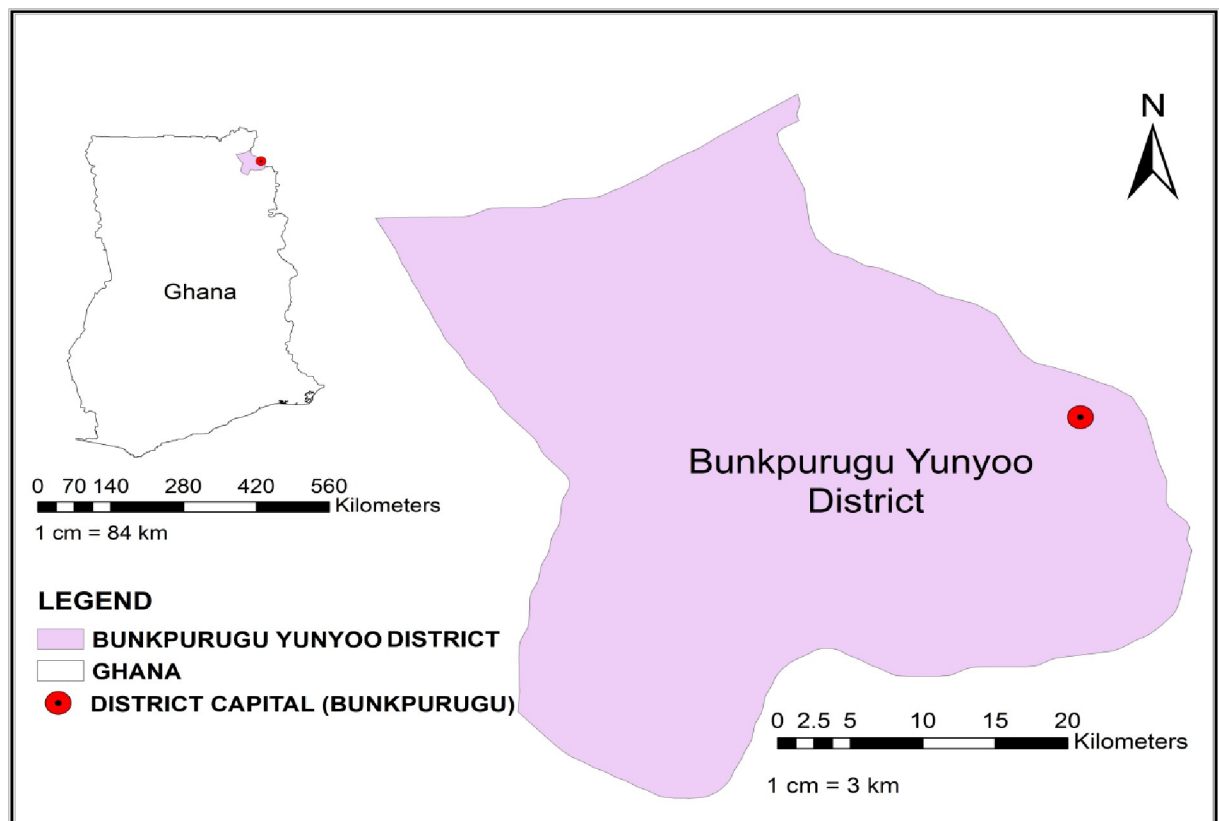 N
Ghana
Bunkpurugu Yunyoo
District
0 70 140 280 420 560
Kilometers
1 cm = 84 km
LEGEND
BUNKPURUGU YUNYOO DISTRICT
GHANA
DISTRICT CAPITAL (BUNKPURUGU)
0 2.5 5 10 15 20
Kilometers
1 cm = 3 km